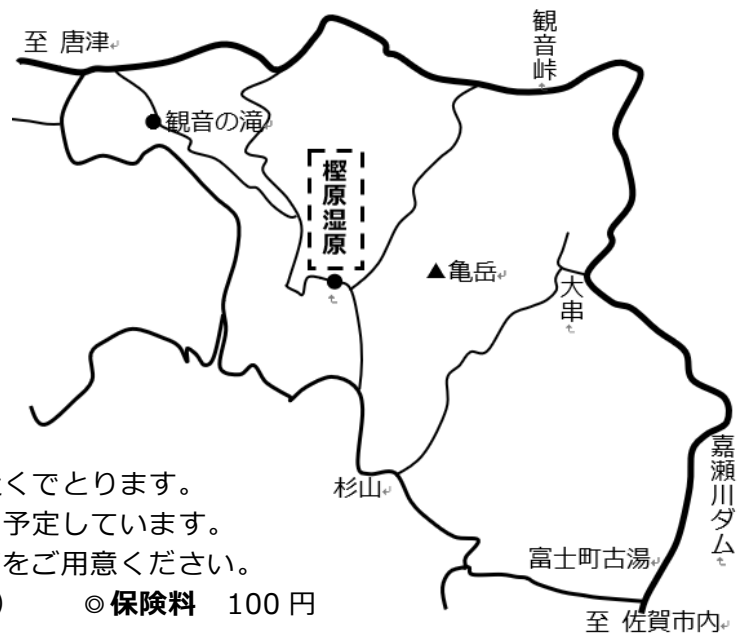 至 唐津
観音峠
観音の滝
樫原湿原
▲亀岳
大串
杉山
嘉瀬川ダム
富士町古湯
至 佐賀市内
くでとります。
予定しています。
をご用意ください。
) ◎保険料 100 円